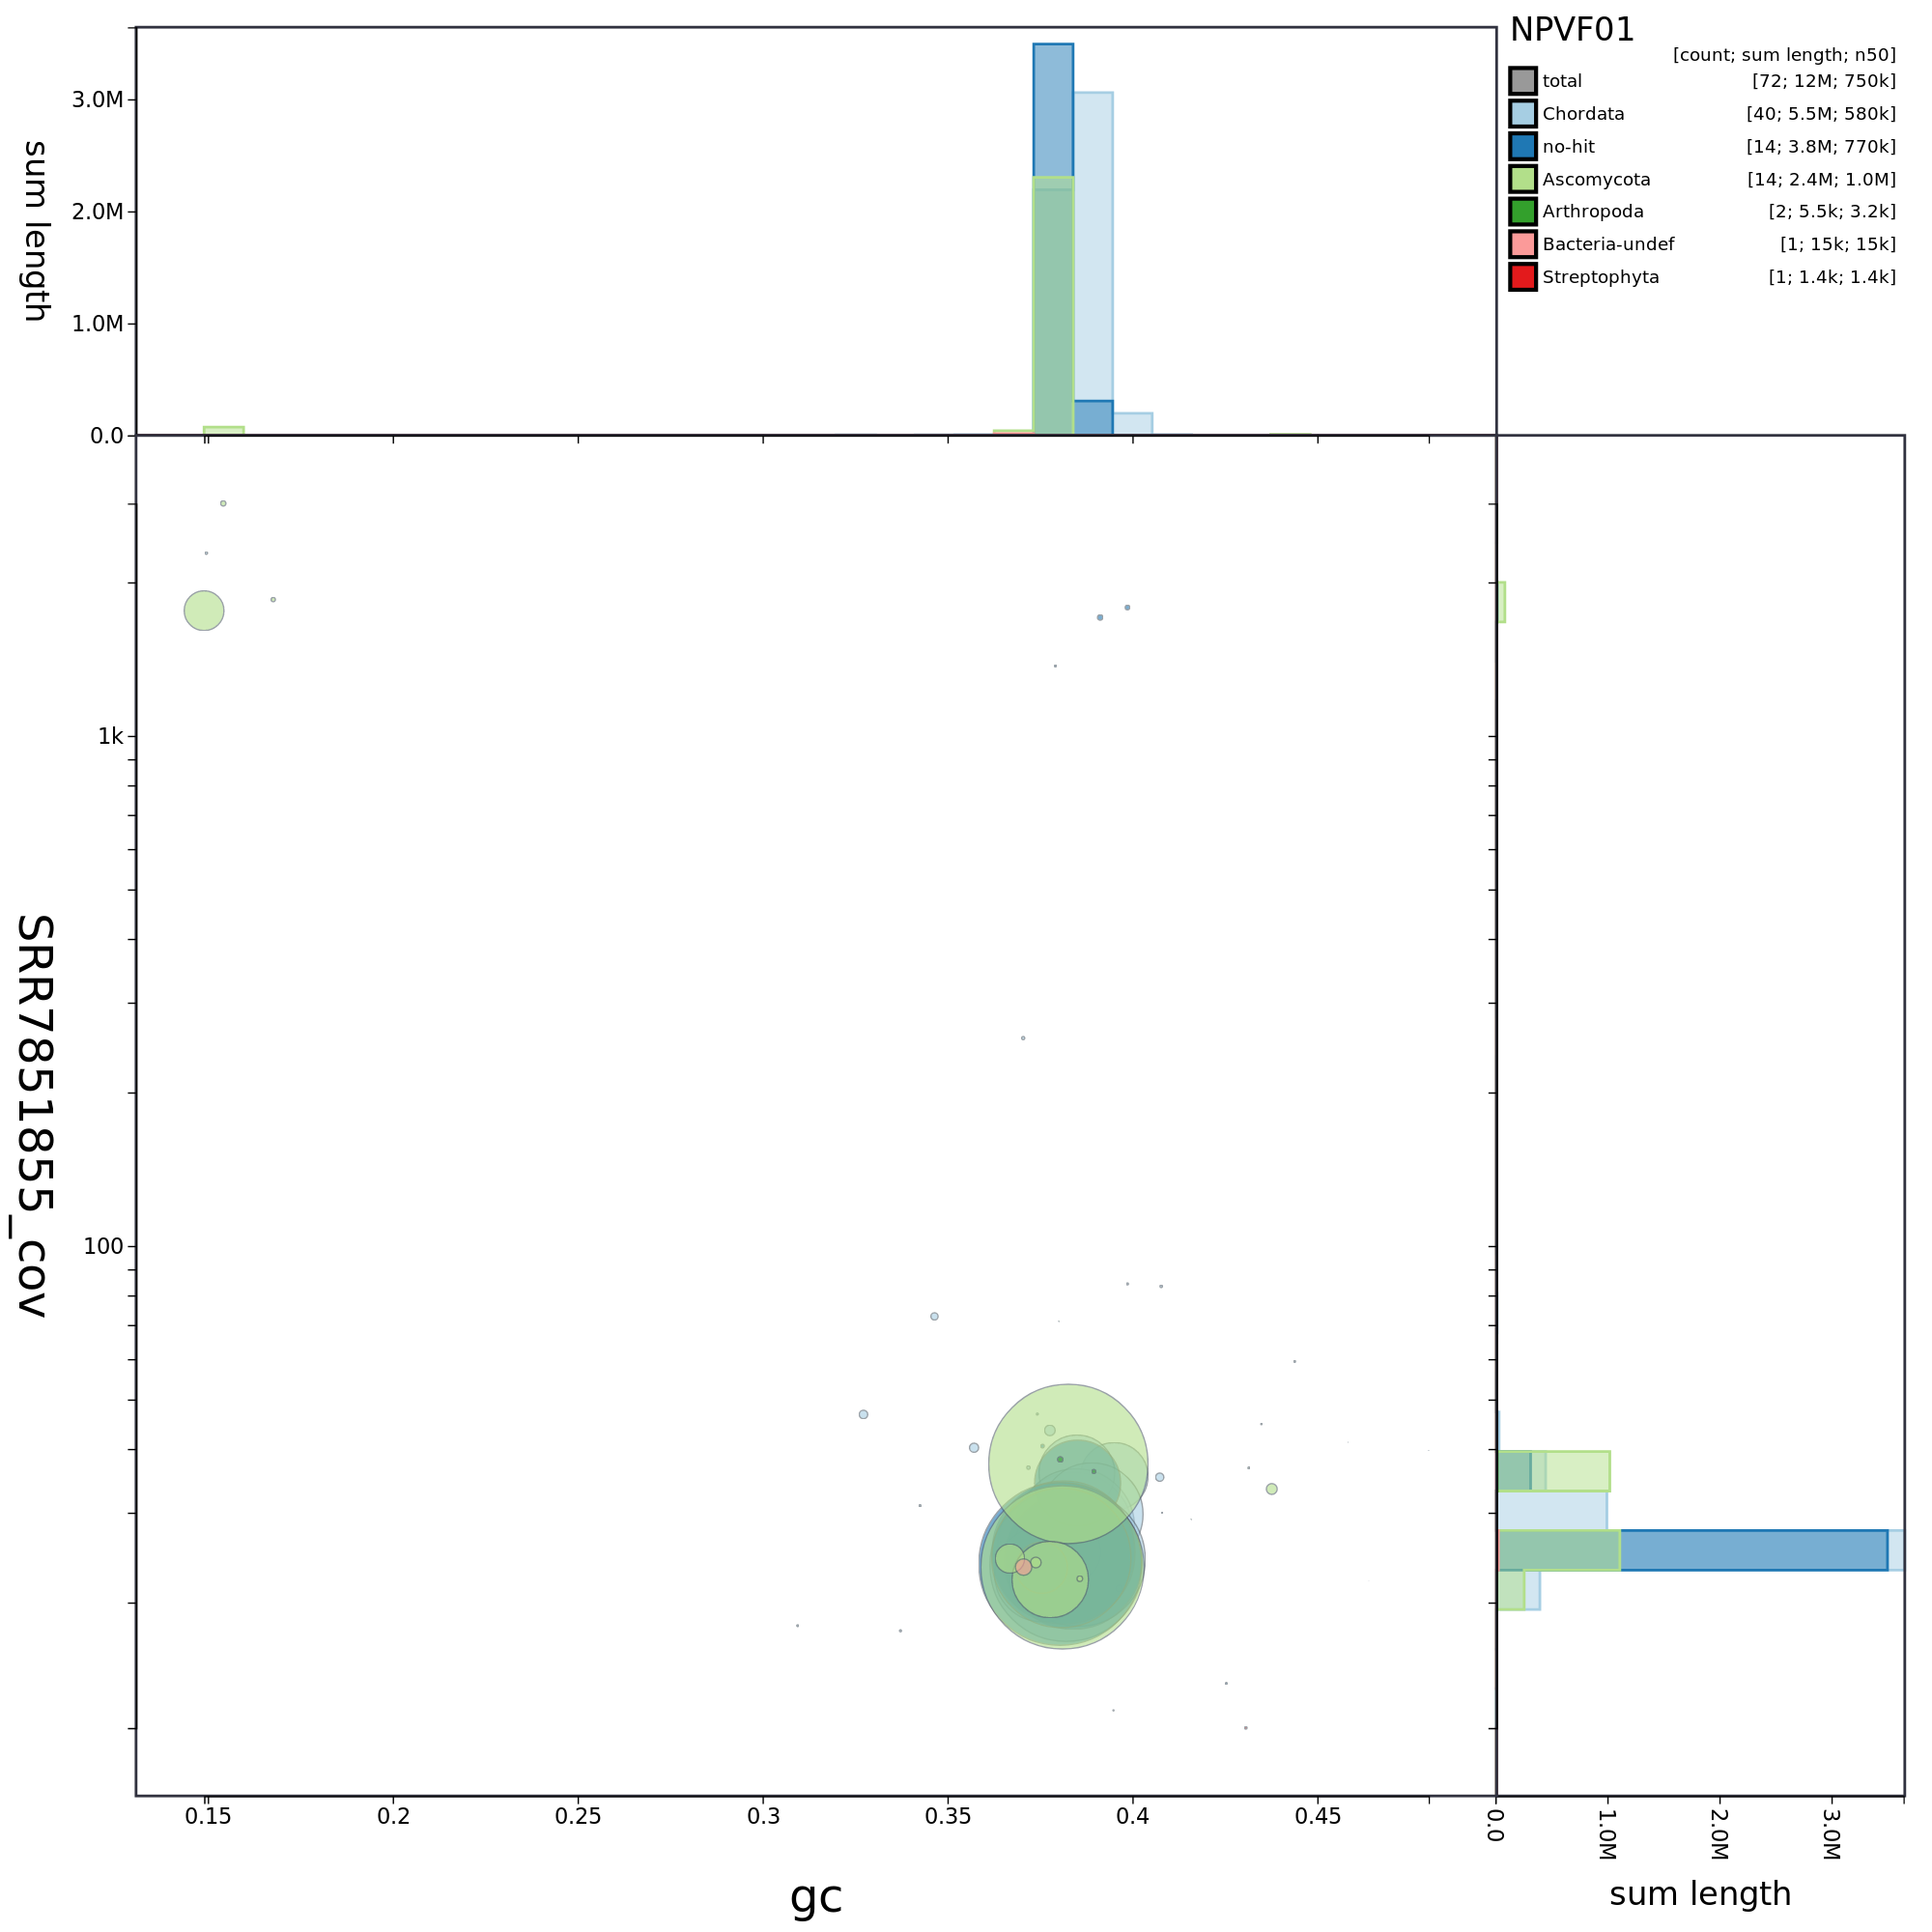 NPVF01
[count; sum length; n50]
total [72; 12M; 750k]
Chordata [40; 5.5M; 580k]
no-hit [14; 3.8M; 770k]
Ascomycota [14; 2.4M; 1.0M]
Arthropoda [2; 5.5k; 3.2k]
Bacteria-undef [1; 15k; 15k]
Streptophyta [1; 1.4k; 1.4k]
sum length
3.0M
2.0M
1.0M
0.0
SRR7851855_cov
1k
100
0.15 0.2 0.25 0.3 0.35 0.4 0.45
gc
0.0 1.0M 2.0M 3.0M
sum length